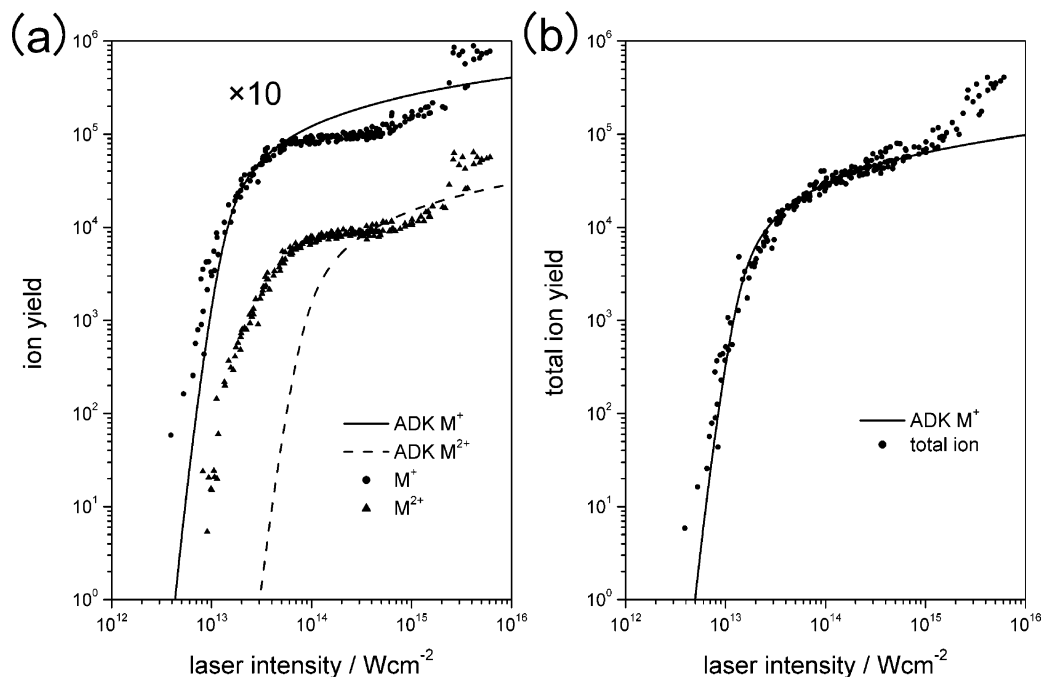 (a)
ion yield
10⁶
10⁵
10⁴
10³
10²
10¹
10⁰
×10
ADK M⁺
ADK M²⁺
M⁺
M²⁺
10¹² 10¹³ 10¹⁴ 10¹⁵ 10¹⁶
laser intensity / Wcm⁻²
(b)
total ion yield
10⁶
10⁵
10⁴
10³
10²
10¹
10⁰
ADK M⁺
total ion
10¹² 10¹³ 10¹⁴ 10¹⁵ 10¹⁶
laser intensity / Wcm⁻²